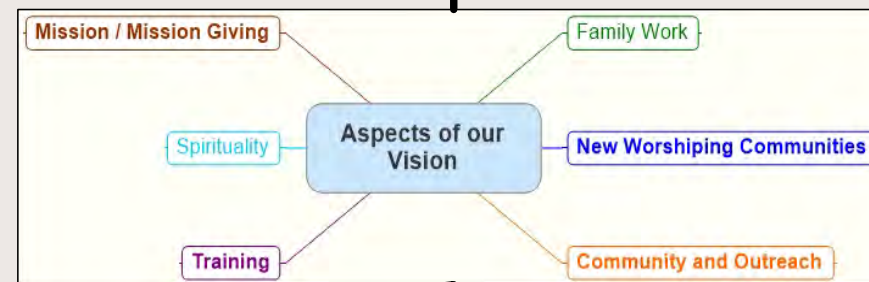 Mission / Mission Giving
Family Work
Aspects of our
Vision
Spirituality
New Worshiping Communities
Training
Community and Outreach